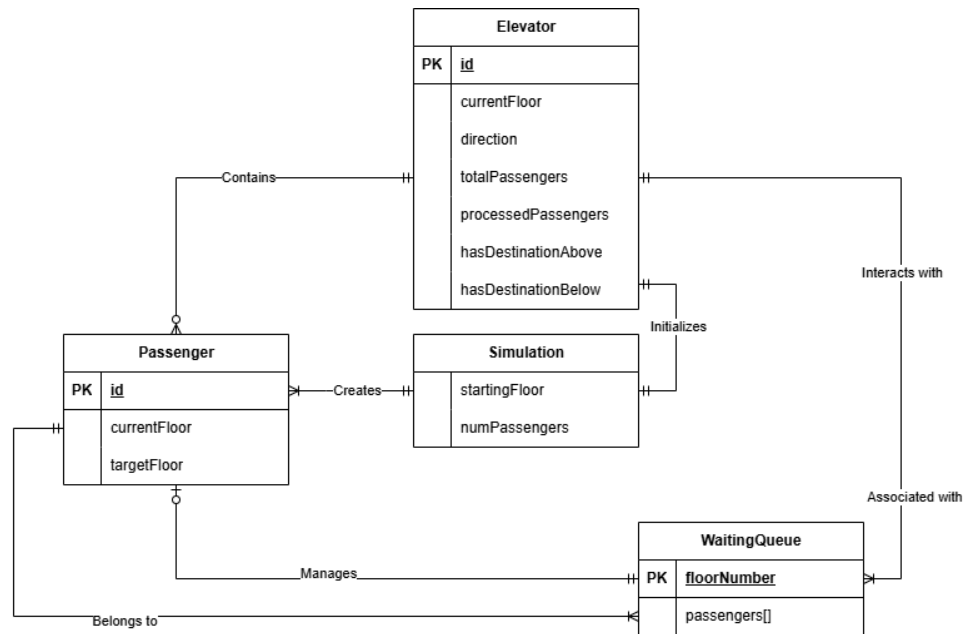 Elevator
PK id
currentFloor
direction
totalPassengers
processedPassengers
hasDestinationAbove
hasDestinationBelow
Contains
Interacts with
Initializes
Passenger
PK id
currentFloor
targetFloor
Creates
Simulation
startingFloor
numPassengers
Associated with
WaitingQueue
PK floorNumber
passengers[]
Manages
Belongs to